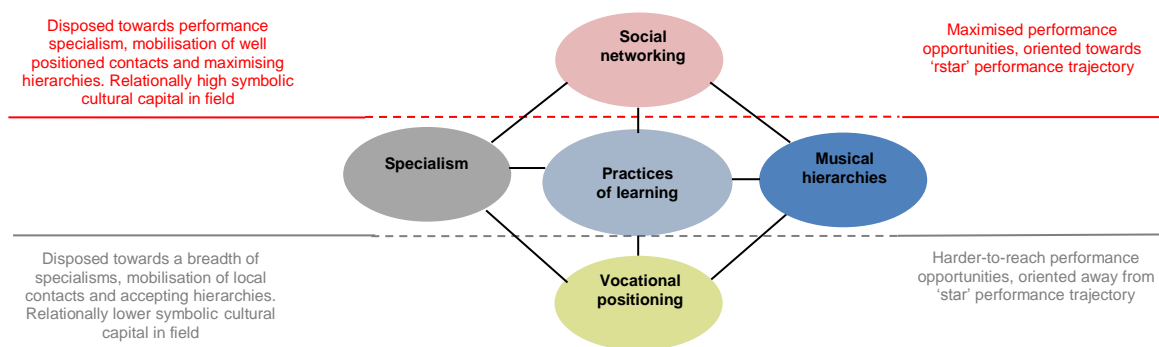 Disposed towards performance
specialism, mobilisation of well
positioned contacts and maximising
hierarchies. Relationally high symbolic
cultural capital in field
Social
networking
Maximised performance
opportunities, oriented towards
‘rstar’ performance trajectory
Specialism
Practices
of learning
Musical
hierarchies
Disposed towards a breadth of
specialisms, mobilisation of local
contacts and accepting hierarchies.
Relationally lower symbolic cultural
capital in field
Vocational
positioning
Harder-to-reach performance
opportunities, oriented away from
‘star’ performance trajectory